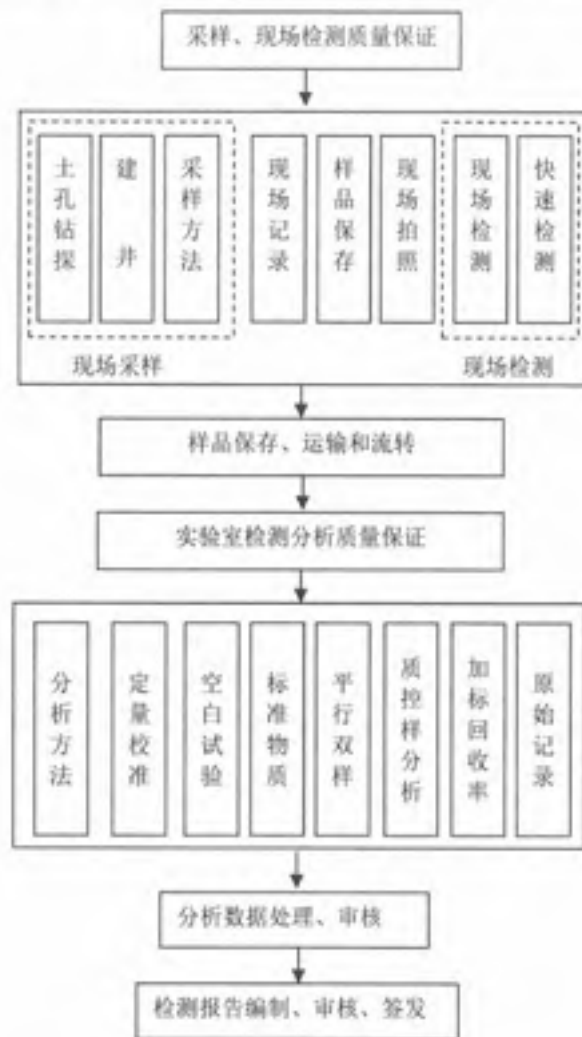 采样、现场检测质量保证
土孔钻探
建井
采样方法
现场记录
样品保存
现场拍照
现场检测
快速检测
现场采样
现场检测
样品保存、运输和流转
实验室检测分析质量保证
分析方法
定量校准
空白试验
标准物质
平行双样
质控样分析
加标回收率
原始记录
分析数据处理、审核
检测报告编制、审核、签发